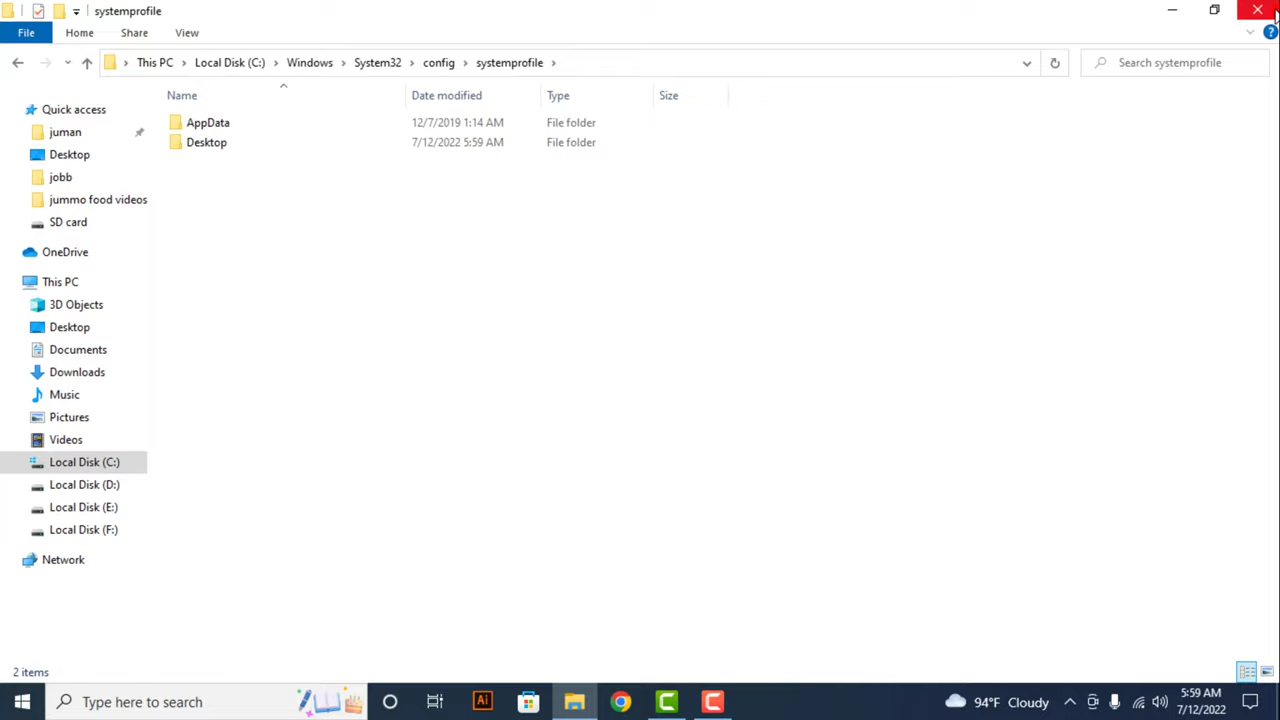 systemprofile
File Home Share View
This PC Local Disk (C:) Windows System32 config systemprofile
Search systemprofile
Name Date modified Type Size
AppData 12/7/2019 1:14 AM File folder
Desktop 7/12/2022 5:59 AM File folder
Quick access
juman
Desktop
jobb
jummo food videos
SD card
OneDrive
This PC
3D Objects
Desktop
Documents
Downloads
Music
Pictures
Videos
Local Disk (C:)
Local Disk (D:)
Local Disk (E:)
Local Disk (F:)
Network
2 items
Type here to search
Ai
94°F Cloudy
5:59 AM
7/12/2022